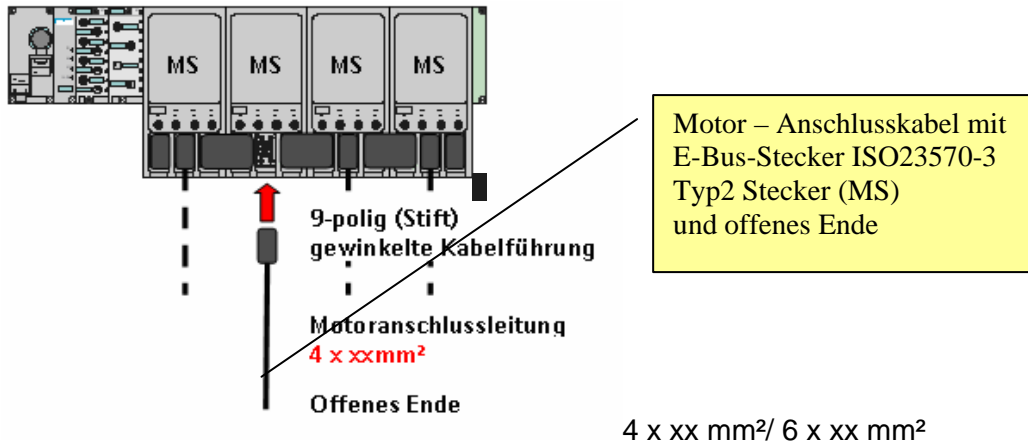 MS MS MS MS
Motor – Anschlusskabel mit
E-Bus-Stecker ISO23570-3
Typ2 Stecker (MS)
und offenes Ende
9-polig (Stift)
gewinkelte Kabelführung
Motoranschlussleitung
4 x xxmm²
Offenes Ende
4 x xx mm²/ 6 x xx mm²